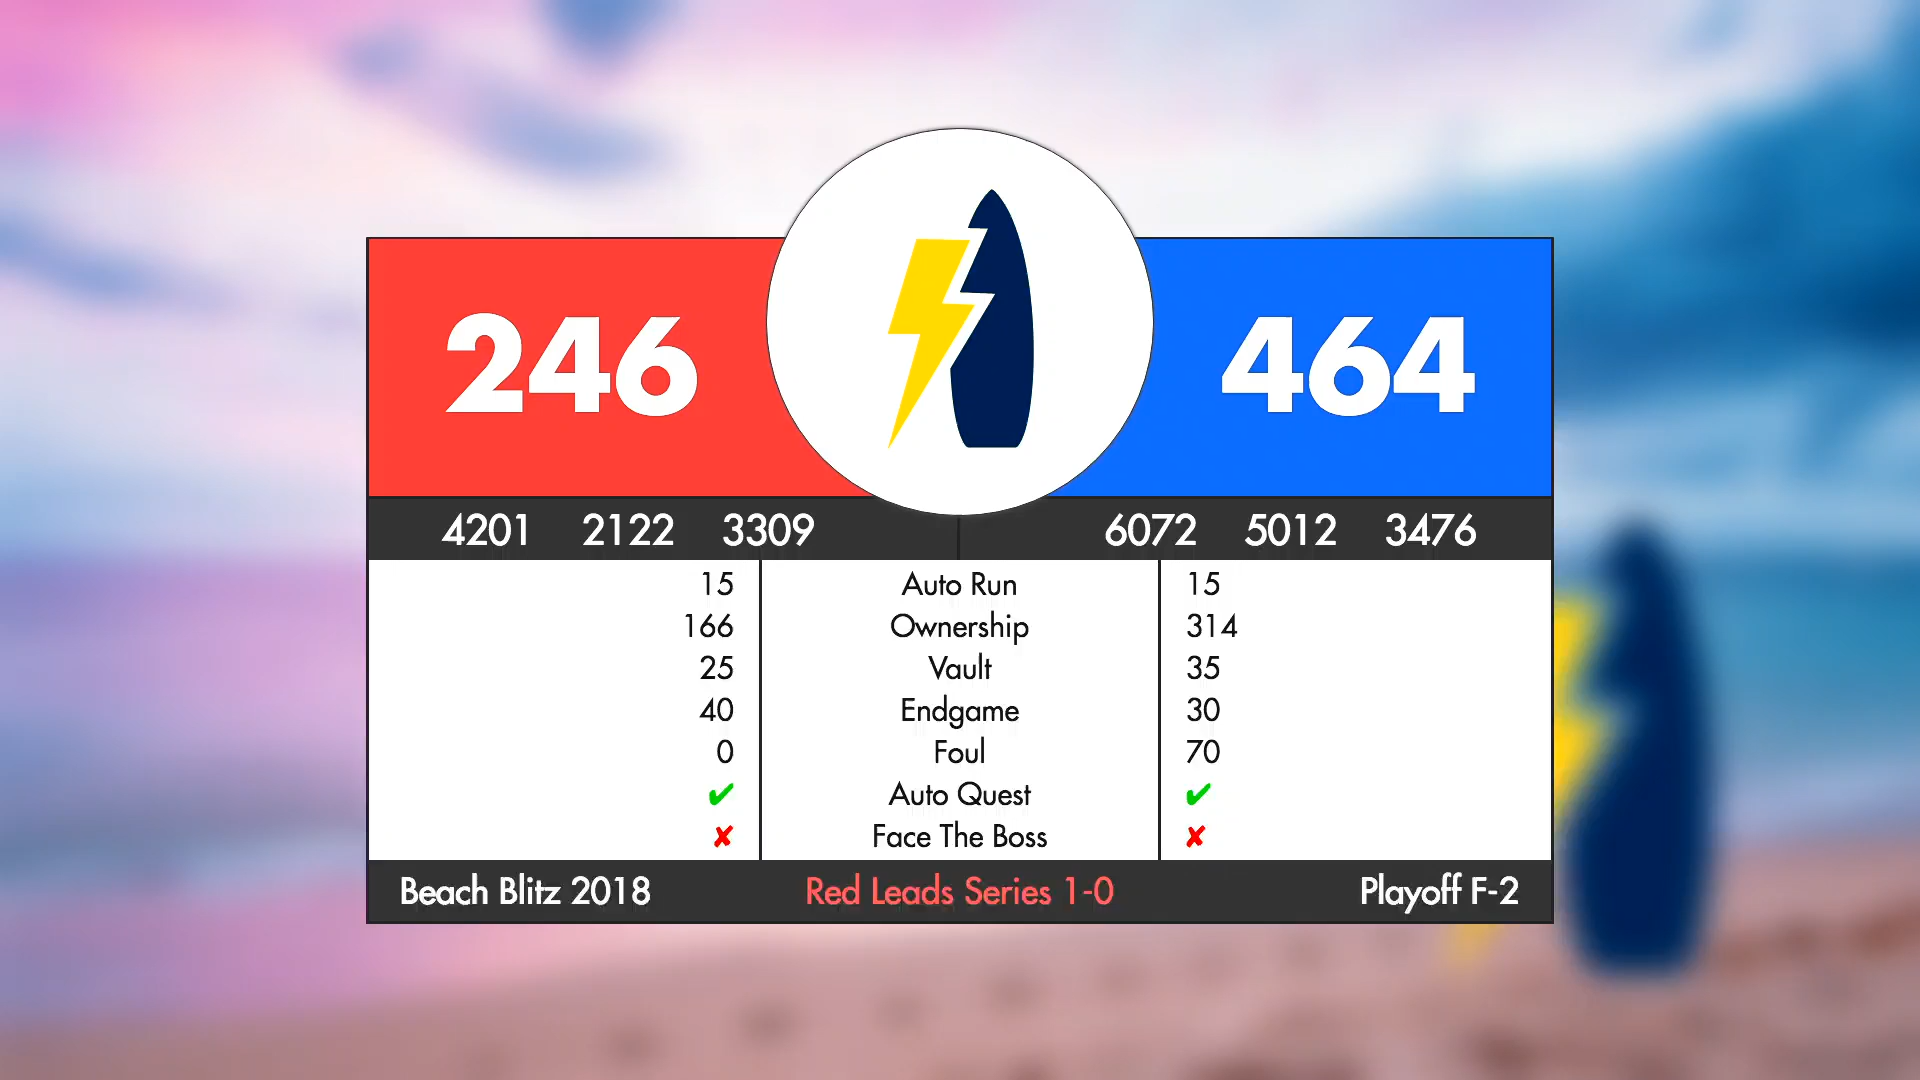 246 464
4201 2122 3309 6072 5012 3476
15 Auto Run 15
166 Ownership 314
25 Vault 35
40 Endgame 30
0 Foul 70
✔ Auto Quest ✔
✘ Face The Boss ✘
Beach Blitz 2018 Red Leads Series 1-0 Playoff F-2